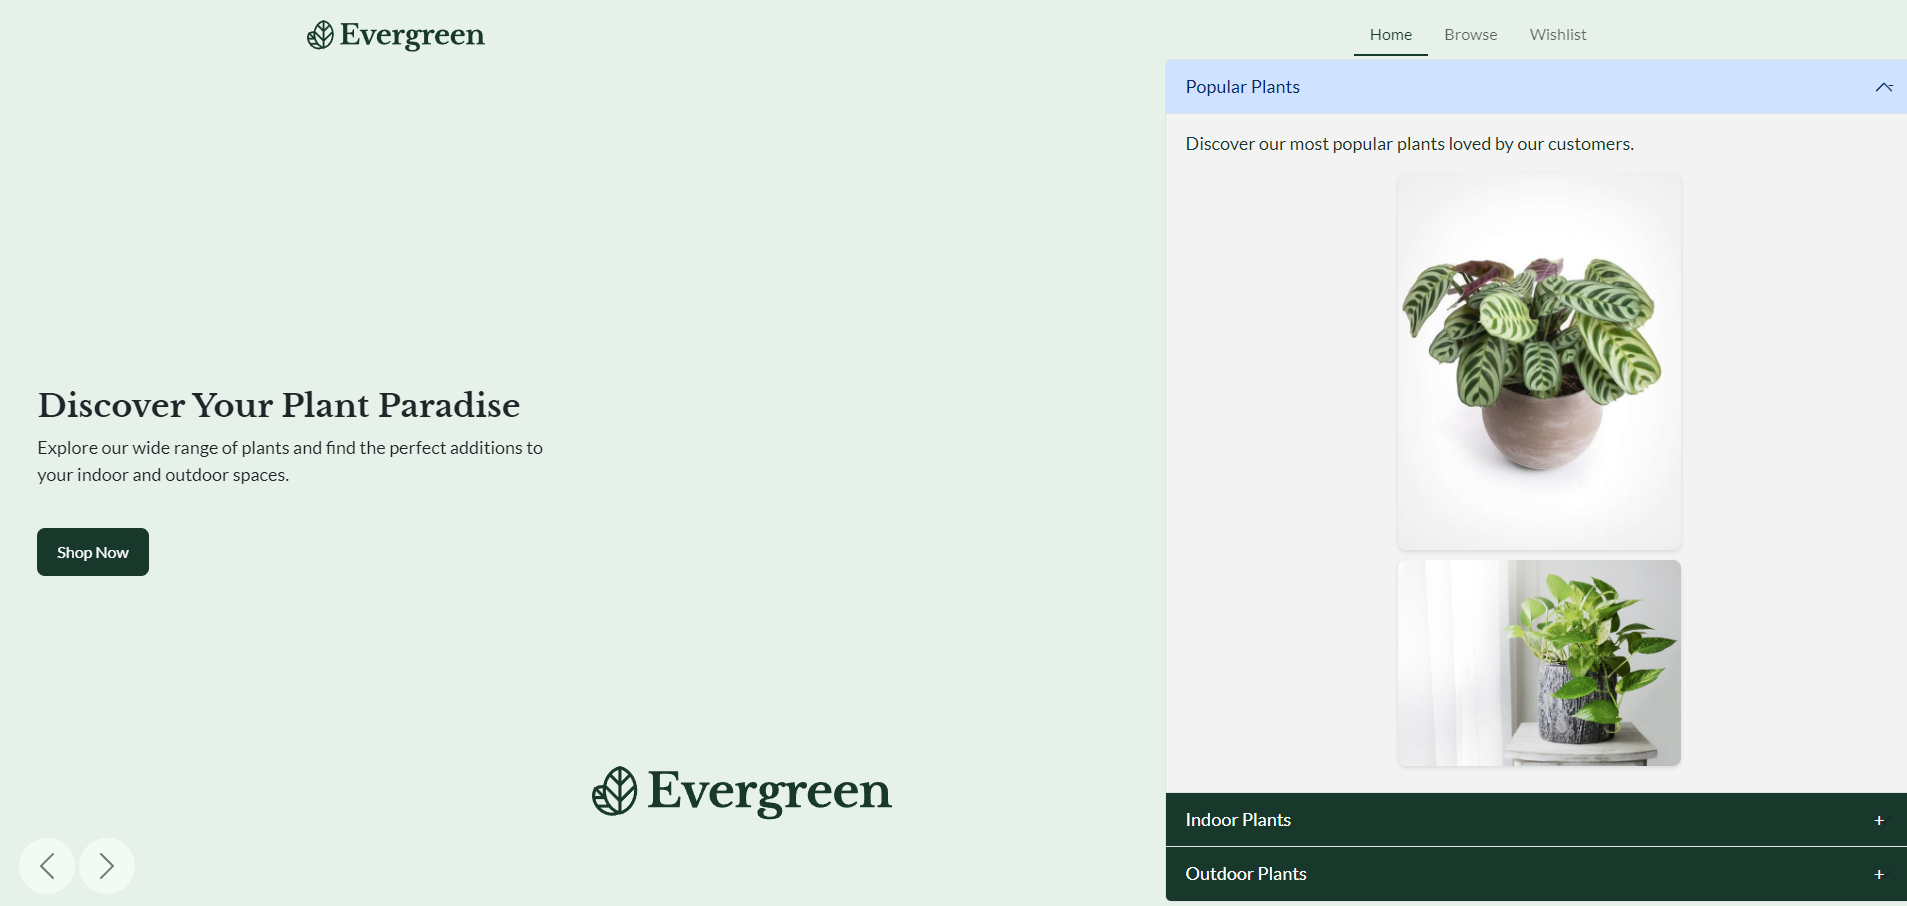 Evergreen
Home
Browse
Wishlist
Popular Plants
Discover our most popular plants loved by our customers.
Discover Your Plant Paradise
Explore our wide range of plants and find the perfect additions to
your indoor and outdoor spaces.
Shop Now
Evergreen
Indoor Plants
+
Outdoor Plants
+